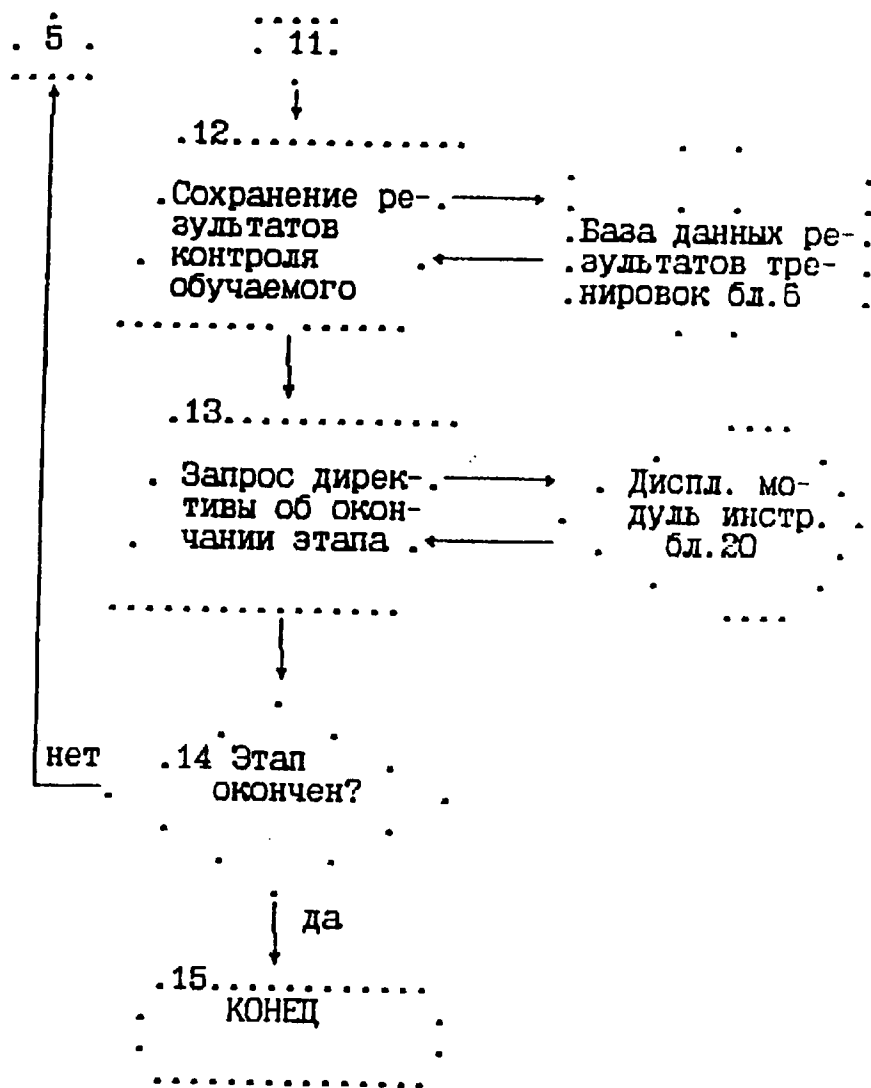 5
11.
12
Сохранение ре-
зультатов
контроля
обучаемого
База данных ре-
зультатов тре-
нировок бл.6
13
Запрос дирек-
тивы об окон-
чании этапа
Диспл. мо-
дуль инстр.
бл.20
нет
14 Этап
окончен?
да
15
КОНЕЦ